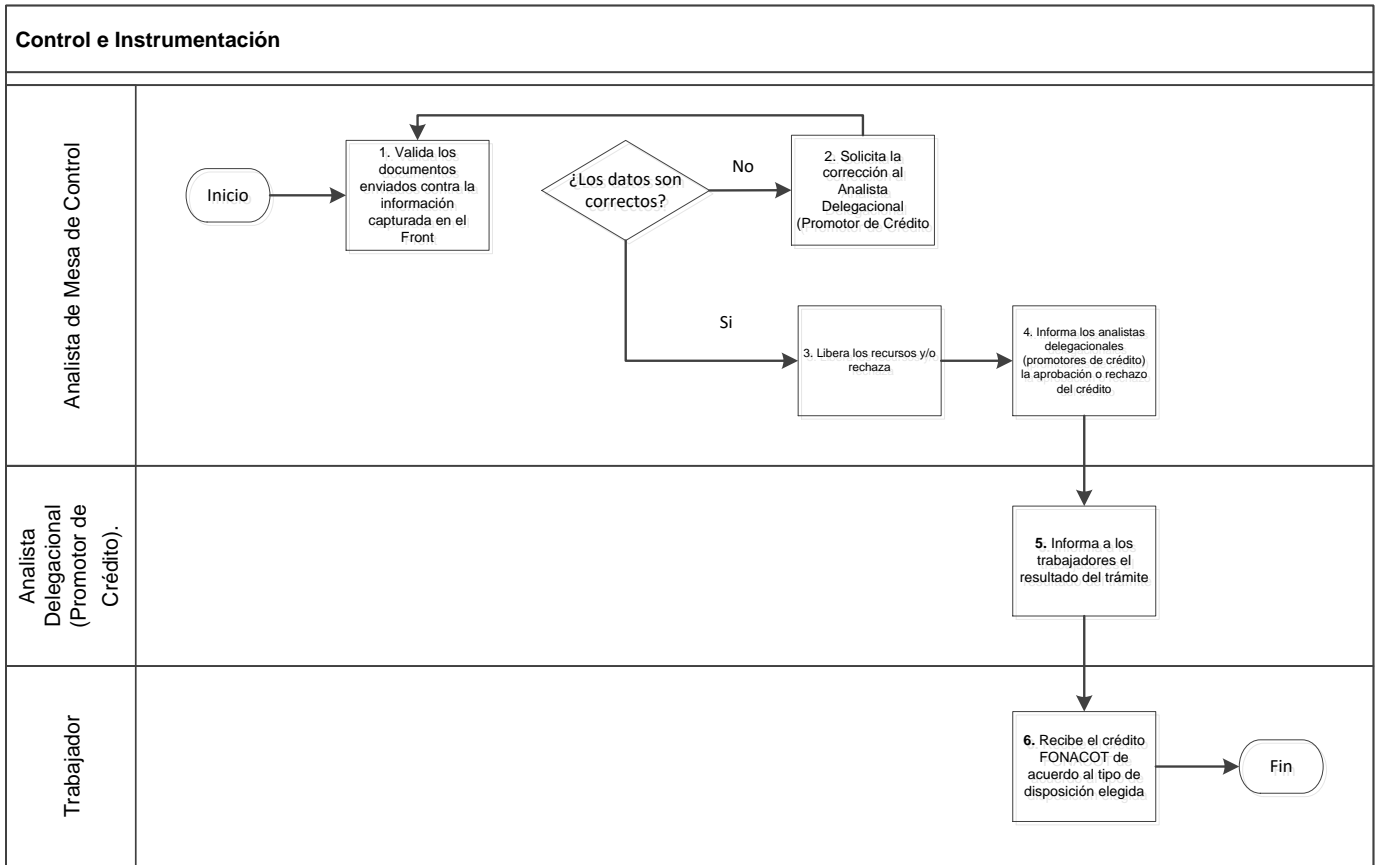 Control e Instrumentación
Analista de Mesa de Control
Inicio
1. Valida los
documentos
enviados contra la
información
capturada en el
Front
¿Los datos son
correctos?
No
2. Solicita la
corrección al
Analista
Delegacional
(Promotor de Crédito
Si
3. Libera los recursos y/o
rechaza
4. Informa los analistas
delegacionales
(promotores de crédito)
la aprobación o rechazo
del crédito
Analista
Delegacional
(Promotor de
Crédito).
5. Informa a los
trabajadores el
resultado del trámite
Trabajador
6. Recibe el crédito
FONACOT de
acuerdo al tipo de
disposición elegida
Fin